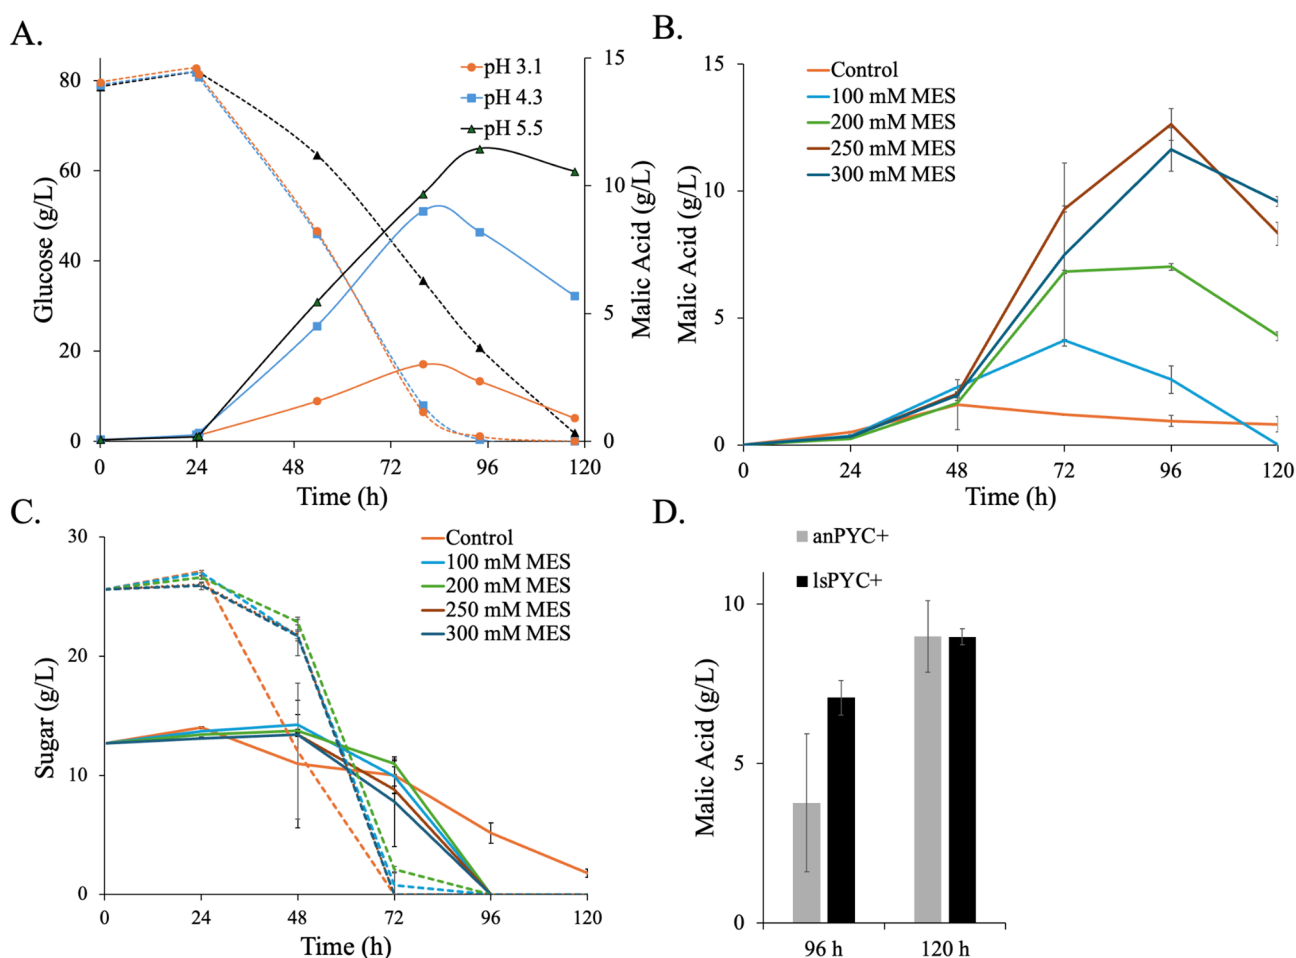 A.
pH 3.1
pH 4.3
pH 5.5
Glucose (g/L)
80
60
40
20
0
Malic Acid (g/L)
15
10
5
0
0 24 48 72 96 120
Time (h)
B.
Control
100 mM MES
200 mM MES
250 mM MES
300 mM MES
Malic Acid (g/L)
15
10
5
0
0 24 48 72 96 120
Time (h)
C.
Control
100 mM MES
200 mM MES
250 mM MES
300 mM MES
Sugar (g/L)
30
20
10
0
0 24 48 72 96 120
Time (h)
D.
anPYC+
lsPYC+
Malic Acid (g/L)
10
5
0
96 h 120 h